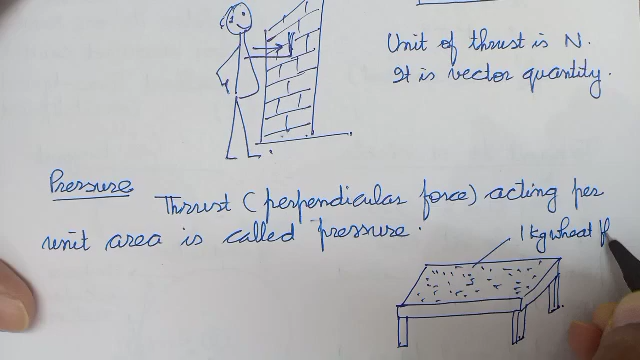 Unit of thrust is N.
It is vector quantity.
Pressure Thrust (perpendicular force) acting per
unit area is called pressure.
1 kg wheat f